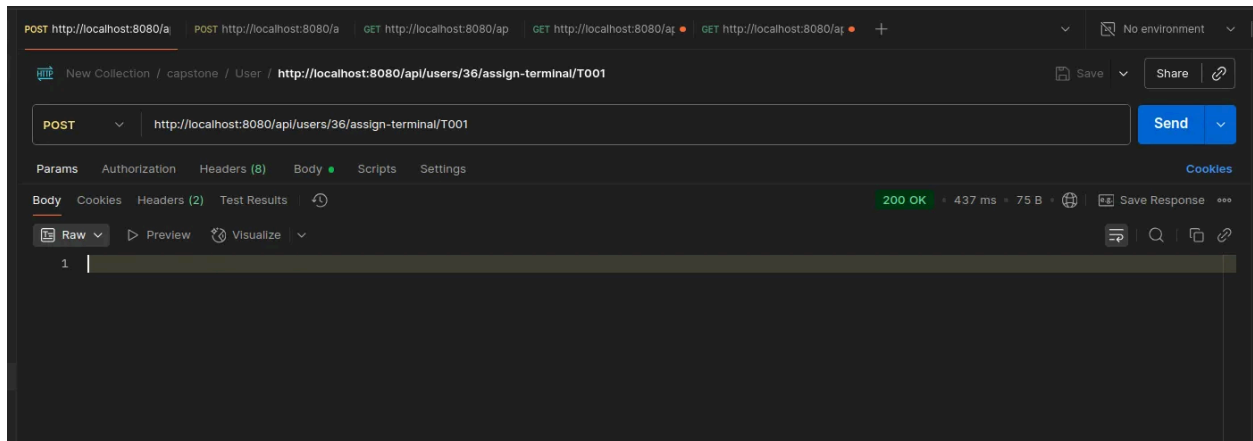 POST http://localhost:8080/a POST http://localhost:8080/a GET http://localhost:8080/ap GET http://localhost:8080/ap GET http://localhost:8080/ap + No environment
HTTP New Collection / capstone / User / http://localhost:8080/api/users/36/assign-terminal/T001 Save Share
POST http://localhost:8080/api/users/36/assign-terminal/T001 Send
Params Authorization Headers (8) Body Scripts Settings Cookies
Body Cookies Headers (2) Test Results 200 OK 437 ms 75 B e.g. Save Response
Raw Preview Visualize
1